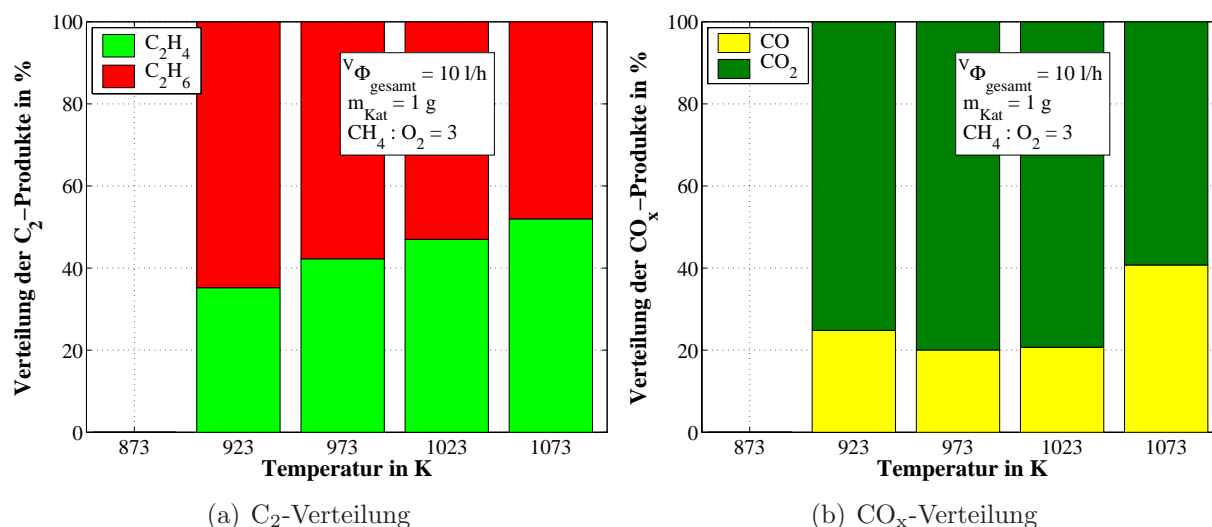 Verteilung der C₂−Produkte in %
100
80
60
40
20
0
C₂H₄
C₂H₆
ⱽΦgesamt = 10 l/h
mKat = 1 g
CH₄ : O₂ = 3
873 923 973 1023 1073
Temperatur in K
(a) C₂-Verteilung
Verteilung der COₓ−Produkte in %
100
80
60
40
20
0
CO
CO₂
ⱽΦgesamt = 10 l/h
mKat = 1 g
CH₄ : O₂ = 3
873 923 973 1023 1073
Temperatur in K
(b) COₓ-Verteilung